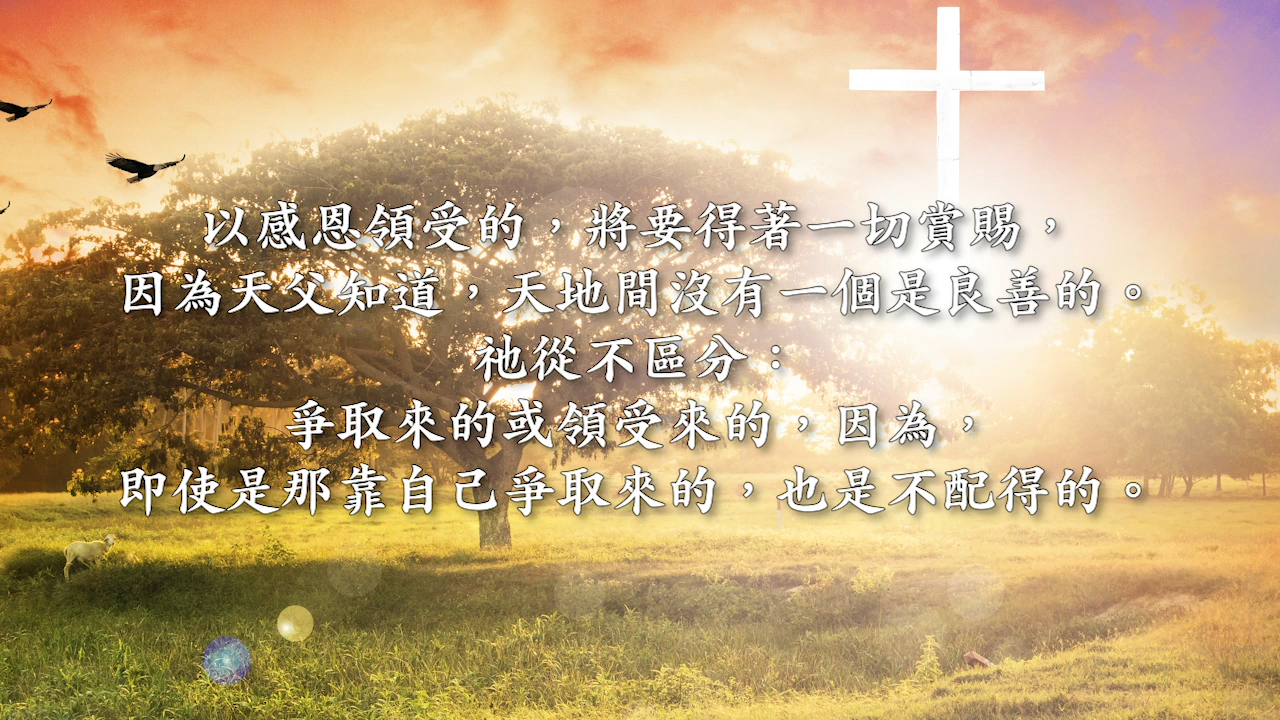 以感恩領受的，將要得著一切賞賜，
因為天父知道，天地間沒有一個是良善的。
祂從不區分：
爭取來的或領受來的，因為，
即使是那靠自己爭取來的，也是不配得的。